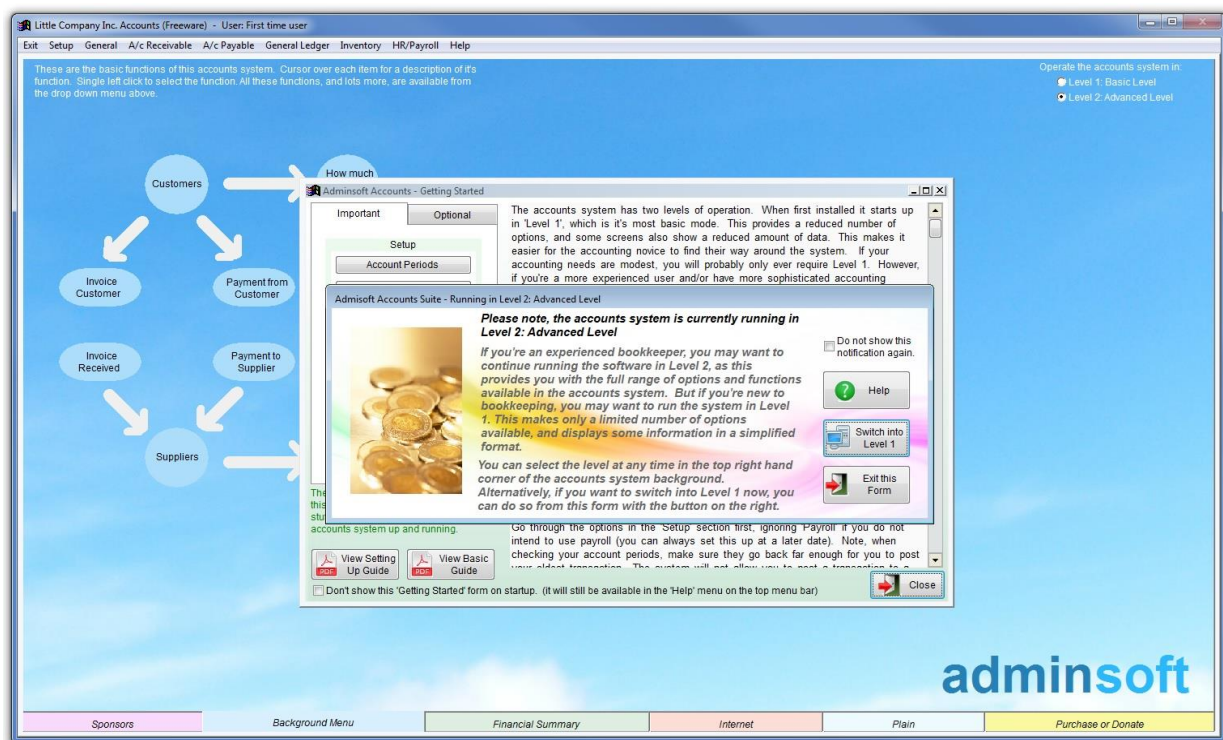 Little Company Inc. Accounts (Freeware) - User: First time user
Exit Setup General A/c Receivable A/c Payable General Ledger Inventory HR/Payroll Help
These are the basic functions of this accounts system. Cursor over each item for a description of it's
function. Single left click to select the function. All these functions, and lots more, are available from
the drop down menu above.
Operate the accounts system in:
Level 1: Basic Level
Level 2: Advanced Level
Customers
How much
Invoice
Customer
Payment from
Customer
Invoice
Received
Payment to
Supplier
Suppliers
Adminsoft Accounts - Getting Started
Important
Optional
Setup
Account Periods
The accounts system has two levels of operation. When first installed it starts up
in 'Level 1', which is it's most basic mode. This provides a reduced number of
options, and some screens also show a reduced amount of data. This makes it
easier for the accounting novice to find their way around the system. If your
accounting needs are modest, you will probably only ever require Level 1. However,
if you're a more experienced user and/or have more sophisticated accounting
Admisoft Accounts Suite - Running in Level 2: Advanced Level
Please note, the accounts system is currently running in
Level 2: Advanced Level
If you're an experienced bookkeeper, you may want to
continue running the software in Level 2, as this
provides you with the full range of options and functions
available in the accounts system. But if you're new to
bookkeeping, you may want to run the system in Level
1. This makes only a limited number of options
available, and displays some information in a simplified
format.
You can select the level at any time in the top right hand
corner of the accounts system background.
Alternatively, if you want to switch into Level 1 now, you
can do so from this form with the button on the right.
Do not show this
notification again.
Help
Switch into
Level 1
Exit this
Form
accounts system up and running.
Go through the options in the 'Setup' section first, ignoring 'Payroll' if you do not
intend to use payroll (you can always set this up at a later date). Note, when
checking your account periods, make sure they go back far enough for you to post
your oldest transaction. The system will not allow you to post a transaction to a
PDF
View Setting
Up Guide
PDF
View Basic
Guide
Close
Don't show this 'Getting Started' form on startup. (it will still be available in the 'Help' menu on the top menu bar)
adminsoft
Sponsors
Background Menu
Financial Summary
Internet
Plain
Purchase or Donate